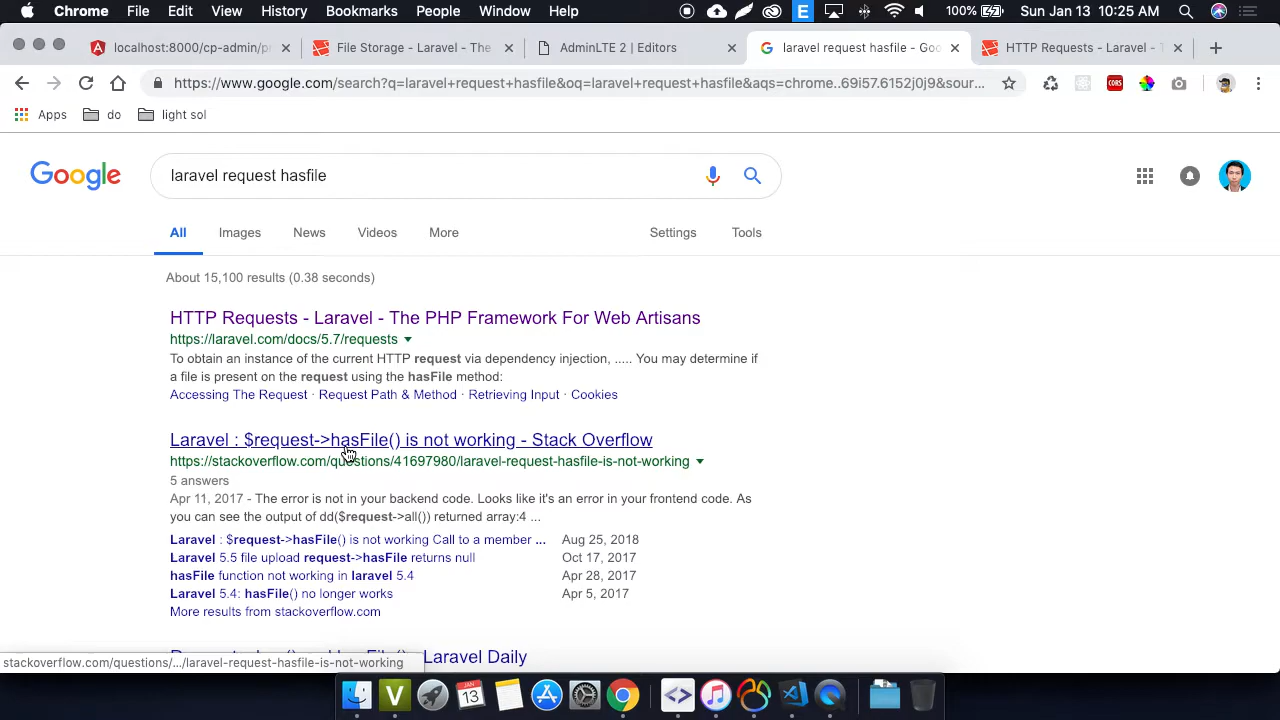 Chrome File Edit View History Bookmarks People Window Help 100% Sun Jan 13 10:25 AM
localhost:8000/cp-admin/pr File Storage - Laravel - The AdminLTE 2 | Editors laravel request hasfile - Goo HTTP Requests - Laravel - T
https://www.google.com/search?q=laravel+request+hasfile&oq=laravel+request+hasfile&aqs=chrome..69i57.6152j0j9&sour...
Apps do light sol
Google laravel request hasfile
All Images News Videos More Settings Tools
About 15,100 results (0.38 seconds)
HTTP Requests - Laravel - The PHP Framework For Web Artisans
https://laravel.com/docs/5.7/requests
To obtain an instance of the current HTTP request via dependency injection, ..... You may determine if
a file is present on the request using the hasFile method:
Accessing The Request · Request Path & Method · Retrieving Input · Cookies
Laravel : $request->hasFile() is not working - Stack Overflow
https://stackoverflow.com/questions/41697980/laravel-request-hasfile-is-not-working
5 answers
Apr 11, 2017 - The error is not in your backend code. Looks like it's an error in your frontend code. As
you can see the output of dd($request->all()) returned array:4 ...
Laravel : $request->hasFile() is not working Call to a member ... Aug 25, 2018
Laravel 5.5 file upload request->hasFile returns null Oct 17, 2017
hasFile function not working in laravel 5.4 Apr 28, 2017
Laravel 5.4: hasFile() no longer works Apr 5, 2017
More results from stackoverflow.com
Laravel Daily
stackoverflow.com/questions/.../laravel-request-hasfile-is-not-working